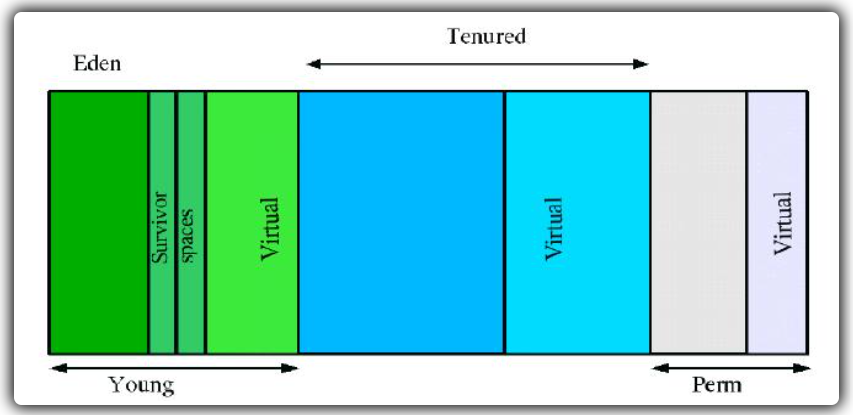 Tenured
Eden
Survivor
spaces
Virtual
Virtual
Virtual
Young
Perm